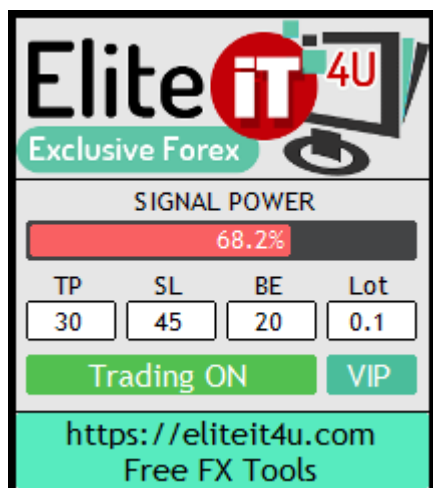 Elite iT 4U
Exclusive Forex
SIGNAL POWER
68.2%
TP SL BE Lot
30 45 20 0.1
Trading ON VIP
https://eliteit4u.com
Free FX Tools